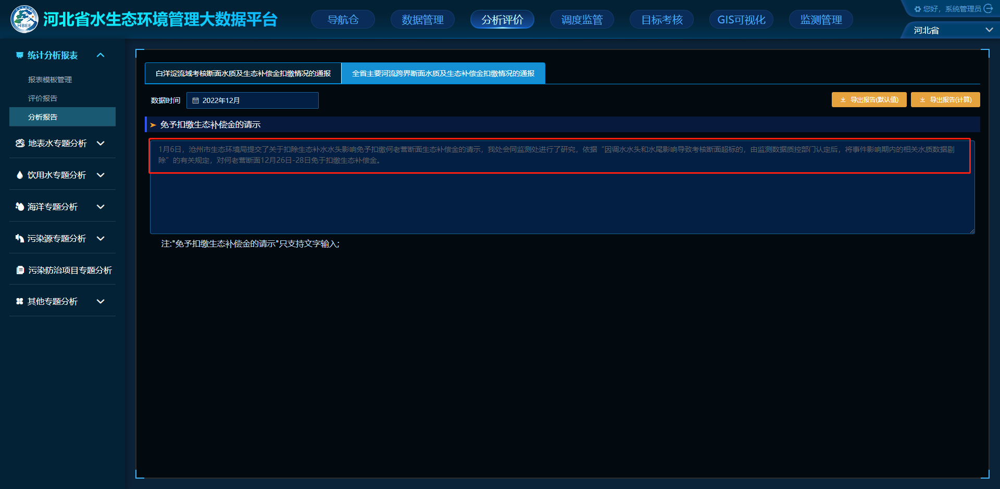 HBEE
河北省水生态环境管理大数据平台
导航仓
数据管理
分析评价
调度监管
目标考核
GIS可视化
监测管理
您好，系统管理员
河北省
统计分析报表
报表模板管理
评价报告
分析报告
地表水专题分析
饮用水专题分析
海洋专题分析
污染源专题分析
污染防治项目专题分析
其他专题分析
白洋淀流域考核断面水质及生态补偿金扣缴情况的通报
全省主要河流跨界断面水质及生态补偿金扣缴情况的通报
数据时间
2022年12月
导出报告(默认值)
导出报告(计算)
免予扣缴生态补偿金的请示
1月6日，沧州市生态环境局提交了关于扣除生态补水水头影响免予扣缴何老营断面生态补偿金的请示，我处会同监测处进行了研究，依据“因调水水头和水尾影响导致考核断面超标的，由监测数据质控部门认定后，将事件影响期内的相关水质数据剔
除”的有关规定，对何老营断面12月26日-28日免于扣缴生态补偿金。
注:"免予扣缴生态补偿金的请示"只支持文字输入;